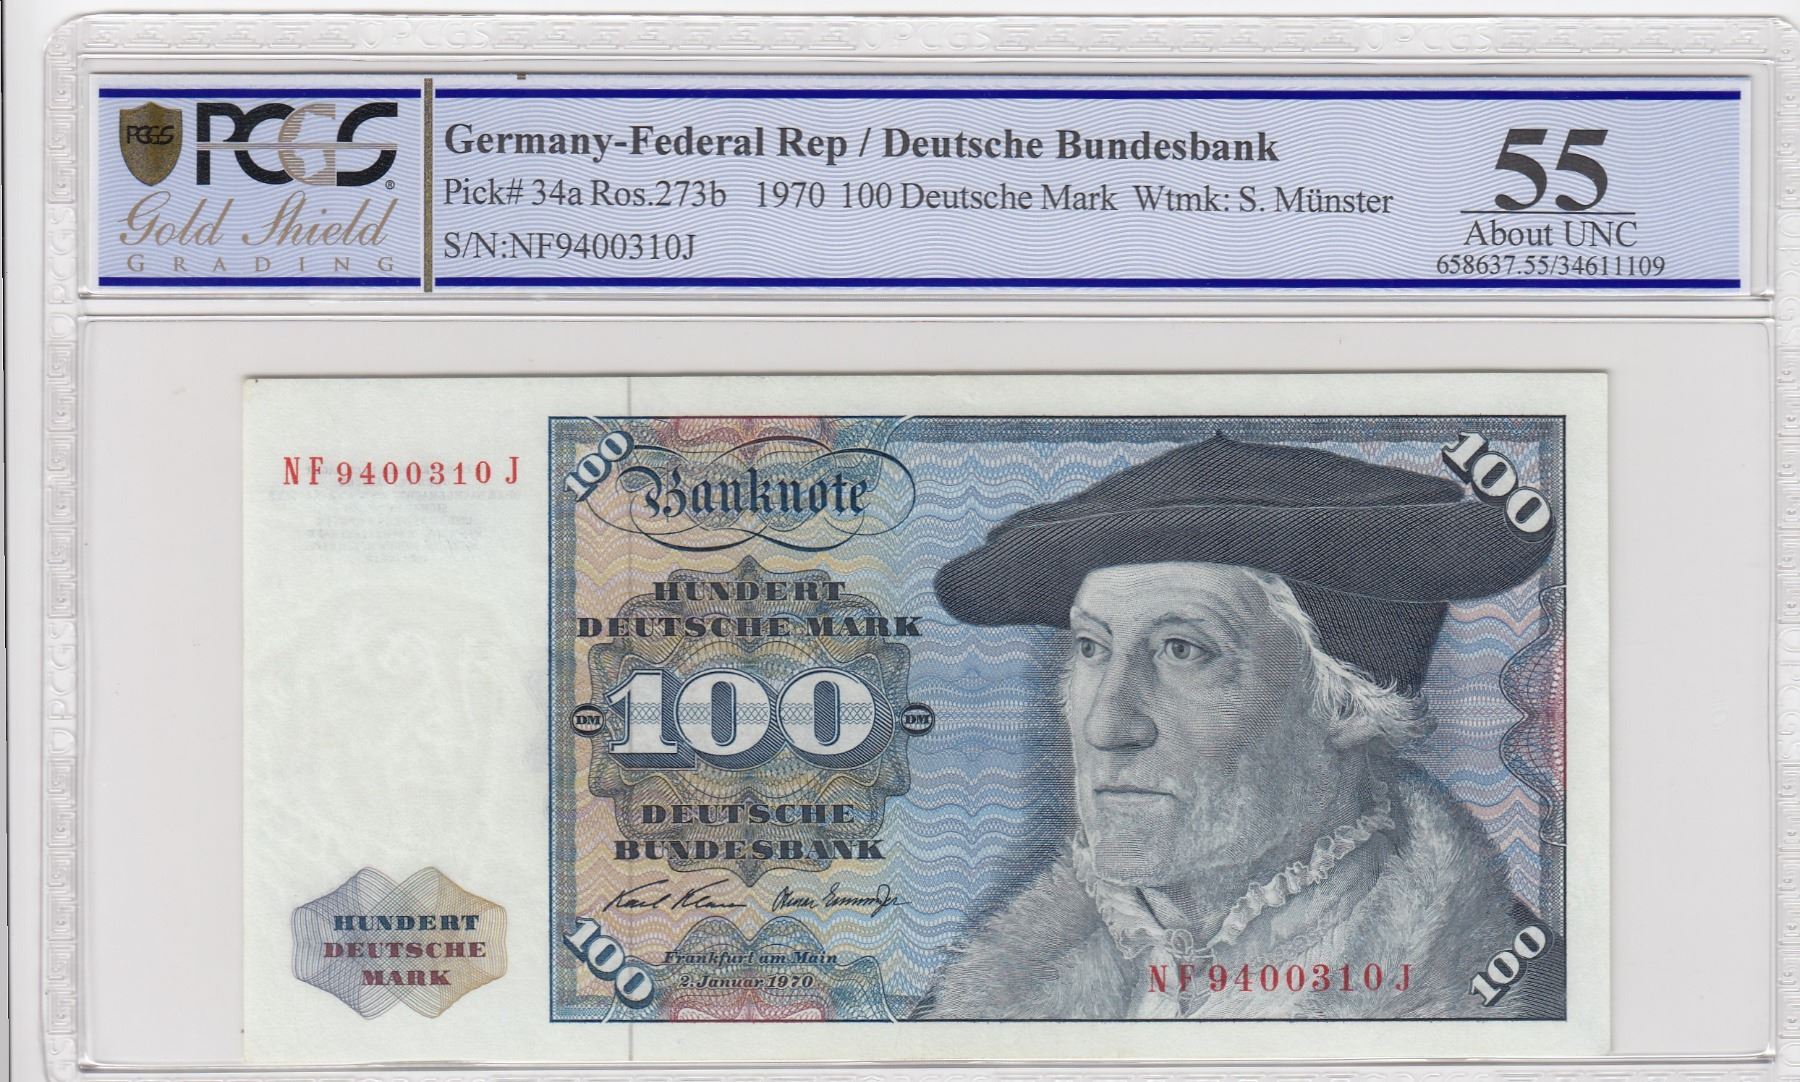 PCGS PCGS®
Gold Shield
GRADING
Germany-Federal Rep / Deutsche Bundesbank
Pick# 34a Ros.273b 1970 100 Deutsche Mark Wtmk: S. Münster
S/N:NF9400310J
55
About UNC
658637.55/34611109
NF9400310J
100
Banknote
100
HUNDERT
DEUTSCHE MARK
DM 100 DM
DEUTSCHE
BUNDESBANK
HUNDERT
DEUTSCHE
MARK
100
Frankfurt am Main
2. Januar 1970
NF9400310J
100